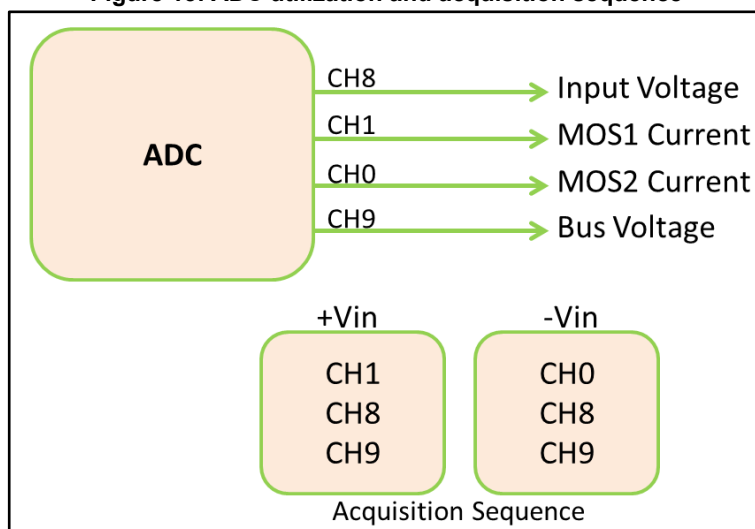 ADC
CH8 Input Voltage
CH1 MOS1 Current
CH0 MOS2 Current
CH9 Bus Voltage
+Vin -Vin
CH1 CH0
CH8 CH8
CH9 CH9
Acquisition Sequence